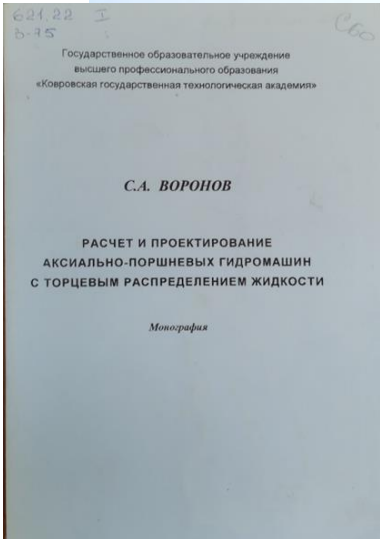 621.22 I
В-75
Государственное образовательное учреждение
высшего профессионального образования
«Ковровская государственная технологическая академия»
С.А. ВОРОНОВ
РАСЧЕТ И ПРОЕКТИРОВАНИЕ
АКСИАЛЬНО-ПОРШНЕВЫХ ГИДРОМАШИН
С ТОРЦЕВЫМ РАСПРЕДЕЛЕНИЕМ ЖИДКОСТИ
Монография